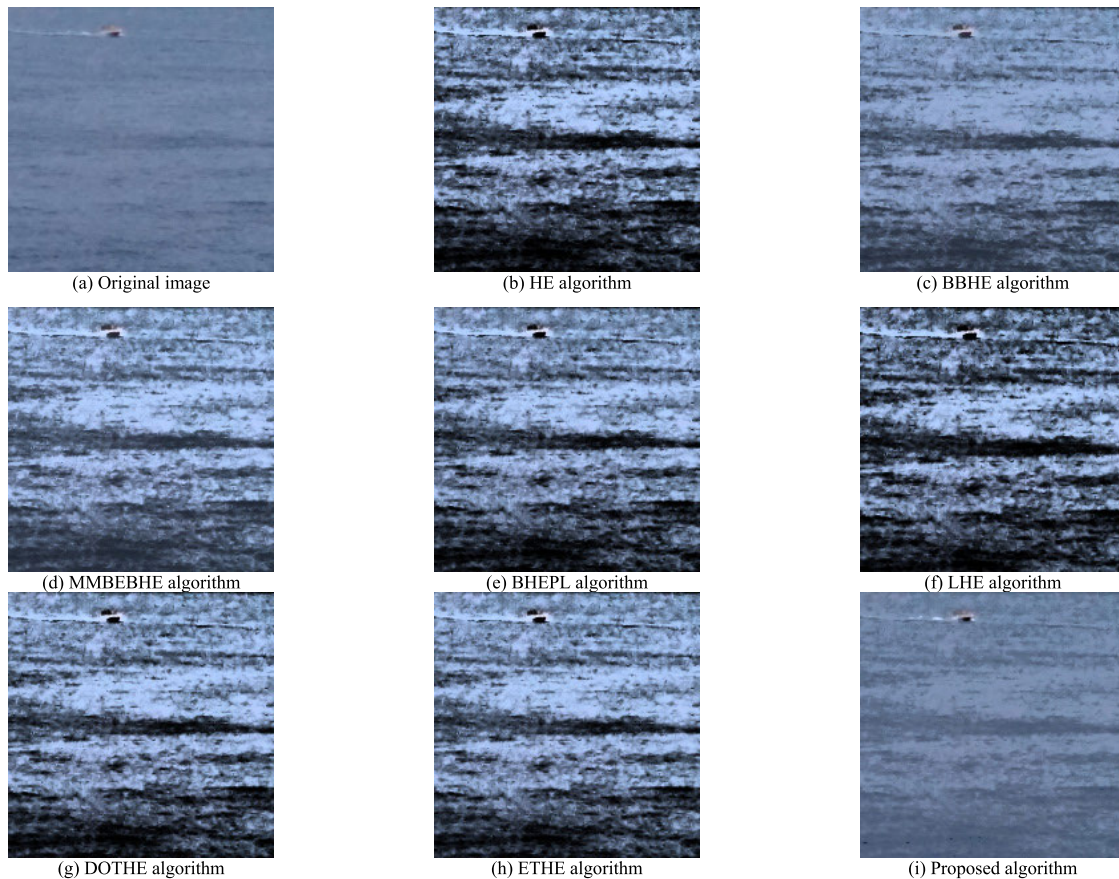 (a) Original image
(b) HE algorithm
(c) BBHE algorithm
(d) MMBEBHE algorithm
(e) BHEPL algorithm
(f) LHE algorithm
(g) DOTHE algorithm
(h) ETHE algorithm
(i) Proposed algorithm